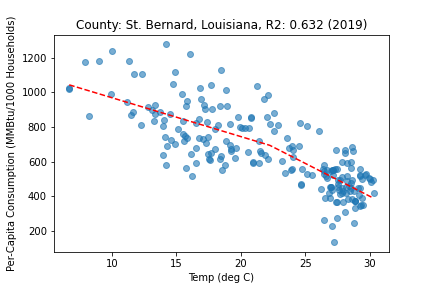 County: St. Bernard, Louisiana, R2: 0.632 (2019)
Per-Capita Consumption (MMBtu/1000 Households)
1200
1000
800
600
400
200
10 15 20 25 30
Temp (deg C)